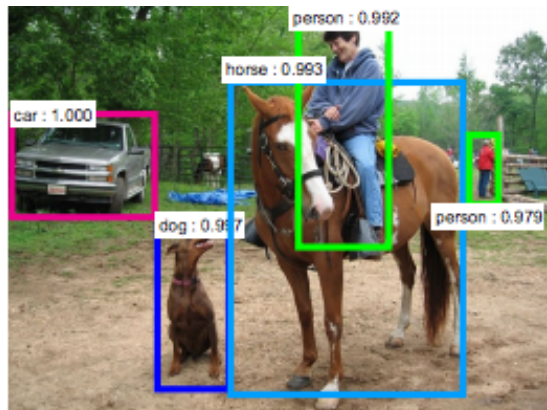 person : 0.992
horse : 0.993
car : 1.000
person : 0.979
dog : 0.997